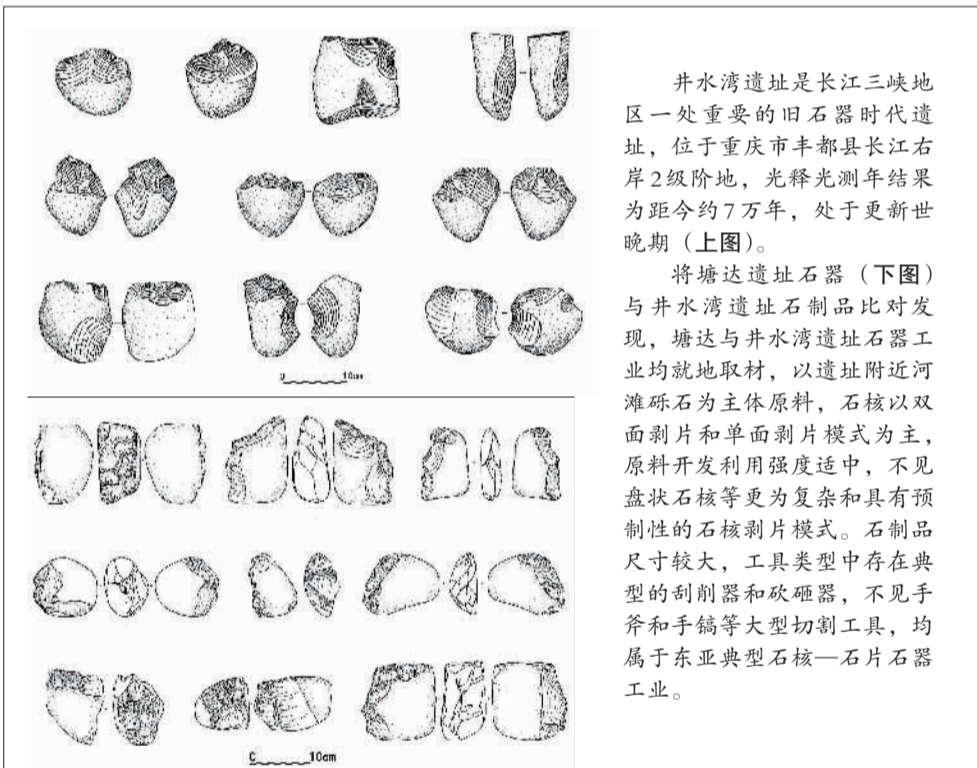 井水湾遗址是长江三峡地
区一处重要的旧石器时代遗
址，位于重庆市丰都县长江右
岸2级阶地，光释光测年结果
为距今约7万年，处于更新世
晚期（上图）。
将塘达遗址石器（下图）
与井水湾遗址石制品比对发
现，塘达与井水湾遗址石器工
业均就地取材，以遗址附近河
滩砾石为主体原料，石核以双
面剥片和单面剥片模式为主，
原料开发利用强度适中，不见
盘状石核等更为复杂和具有预
制性的石核剥片模式。石制品
尺寸较大，工具类型中存在典
型的刮削器和砍砸器，不见手
斧和手镐等大型切割工具，均
属于东亚典型石核—石片石器
工业。
10cm
10cm